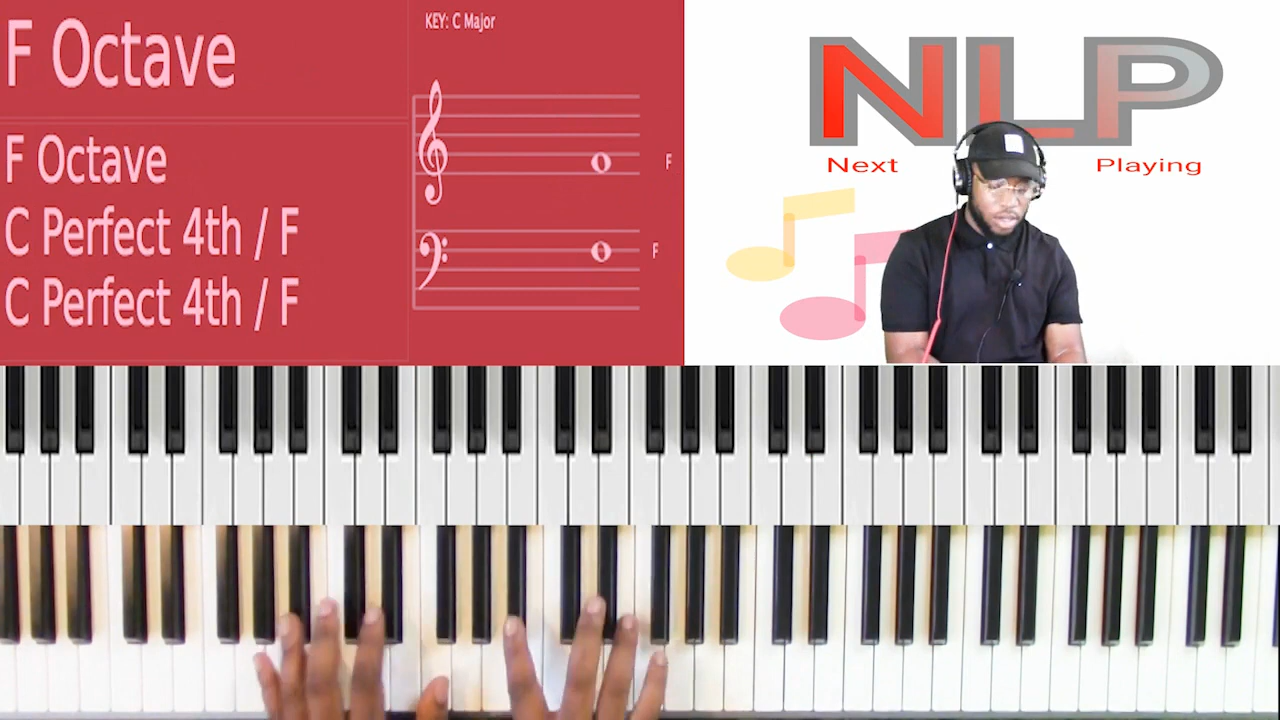 F Octave
F Octave
C Perfect 4th / F
C Perfect 4th / F
KEY: C Major
F
F
NLP
Next Playing